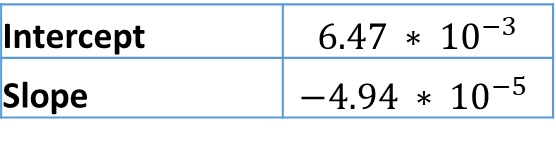 Intercept 6.47 * 10⁻³
Slope −4.94 * 10⁻⁵